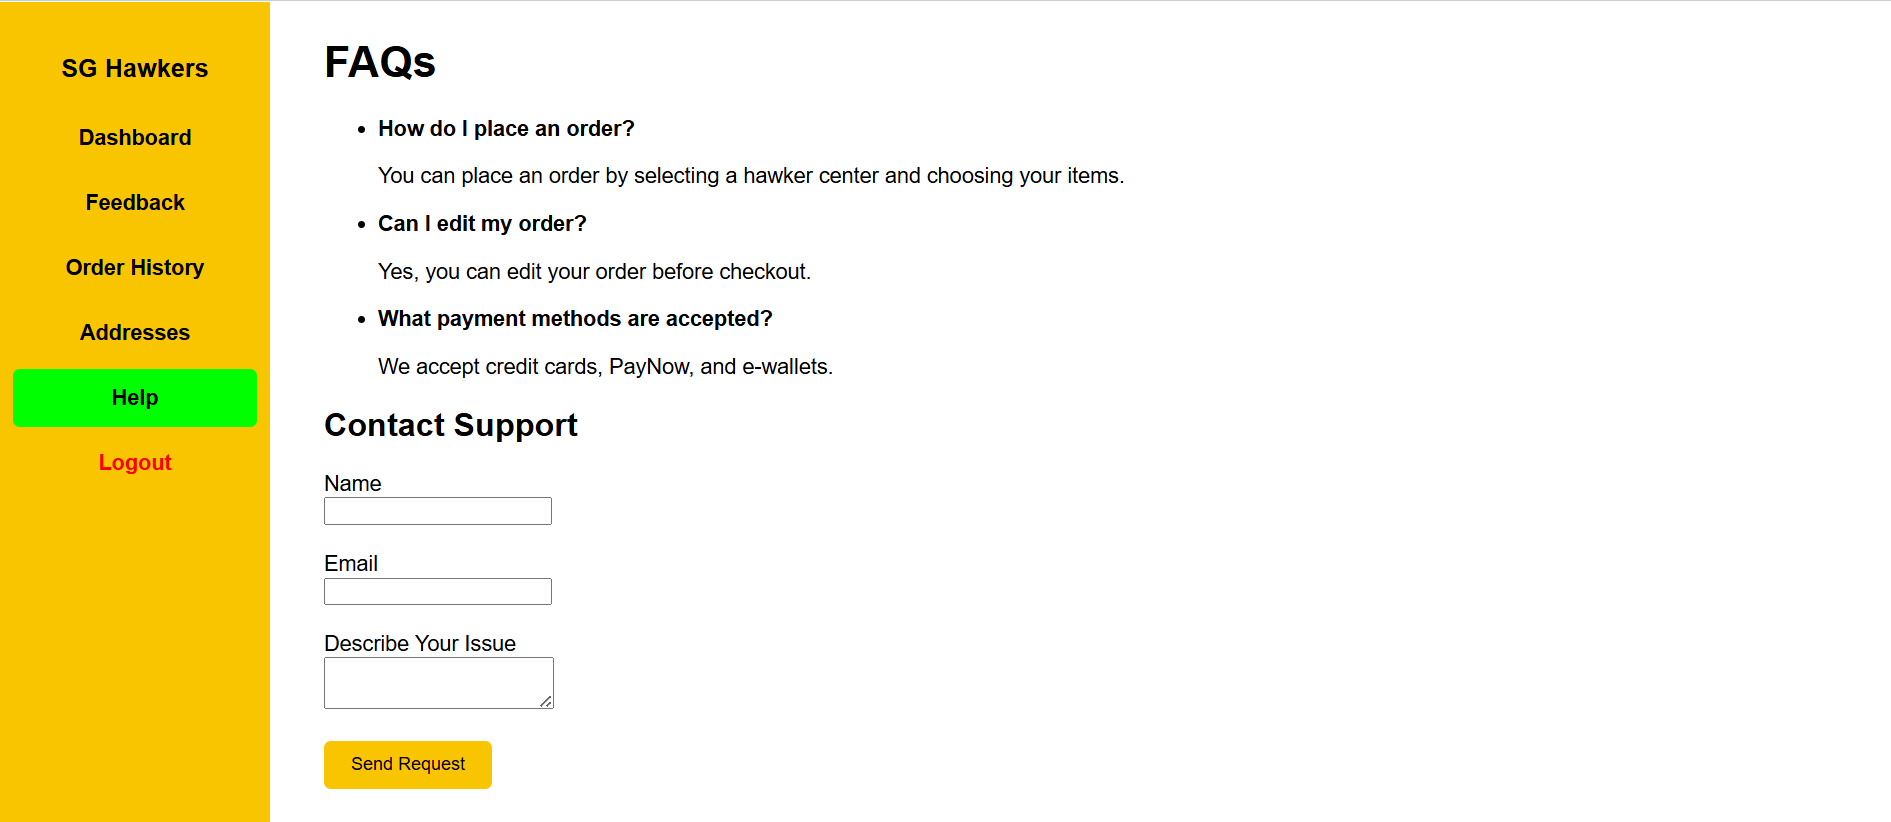 SG Hawkers
Dashboard
Feedback
Order History
Addresses
Help
Logout
FAQs
• How do I place an order?
You can place an order by selecting a hawker center and choosing your items.
• Can I edit my order?
Yes, you can edit your order before checkout.
• What payment methods are accepted?
We accept credit cards, PayNow, and e-wallets.
Contact Support
Name
Email
Describe Your Issue
Send Request